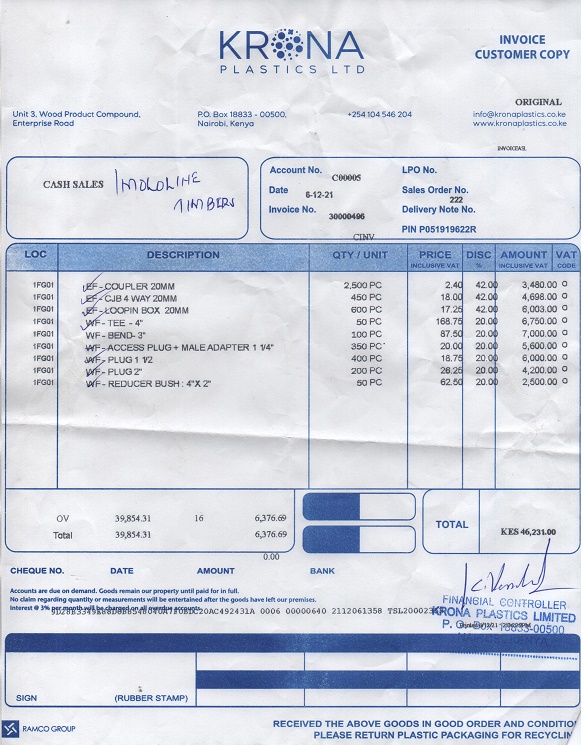 KRONA
PLASTICS LTD
INVOICE
CUSTOMER COPY
ORIGINAL
Unit 3, Wood Product Compound,
Enterprise Road
P.O. Box 18833 - 00500,
Nairobi, Kenya
+254 104 546 204
info@kronaplastics.co.ke
www.kronaplastics.co.ke
CASH SALES
TIMBERS
Account No. C00005
Date 6-12-21
Invoice No. 30000496
CINV
LPO No.
Sales Order No. 222
Delivery Note No.
PIN P051919622R
LOC DESCRIPTION QTY / UNIT PRICE INCLUSIVE VAT DISC % AMOUNT INCLUSIVE VAT VAT CODE
1FG01 EF - COUPLER 20MM 2,500 PC 2.40 42.00 3,480.00 O
1FG01 EF - CJB 4 WAY 20MM 450 PC 18.00 42.00 4,698.00 O
1FG01 EF - LOOPIN BOX 20MM 600 PC 17.25 42.00 6,003.00 O
1FG01 WF - TEE - 4" 50 PC 168.75 20.00 6,750.00 O
1FG01 WF - BEND- 3" 100 PC 87.50 20.00 7,000.00 O
1FG01 WF - ACCESS PLUG + MALE ADAPTER 1 1/4" 350 PC 20.00 20.00 5,600.00 O
1FG01 WF - PLUG 1 1/2 400 PC 18.75 20.00 6,000.00 O
1FG01 WF - PLUG 2" 200 PC 26.25 20.00 4,200.00 O
1FG01 WF - REDUCER BUSH : 4"X 2" 50 PC 62.50 20.00 2,500.00 O
OV 39,854.31 16 6,376.69
Total 39,854.31 6,376.69
0.00
TOTAL KES 46,231.00
CHEQUE NO. DATE AMOUNT BANK
Accounts are due on demand. Goods remain our property until paid for in full.
No claim regarding quantity or measurements will be entertained after the goods have left our premises.
Interest @ 3% per month will be charged on all overdue accounts.
0006 00000640 2112061358
FINANCIAL CONTROLLER
KRONA PLASTICS LIMITED
P. O. Box 18833-00500
SIGN (RUBBER STAMP)
RAMCO GROUP
RECEIVED THE ABOVE GOODS IN GOOD ORDER AND CONDITIO
PLEASE RETURN PLASTIC PACKAGING FOR RECYCLIN